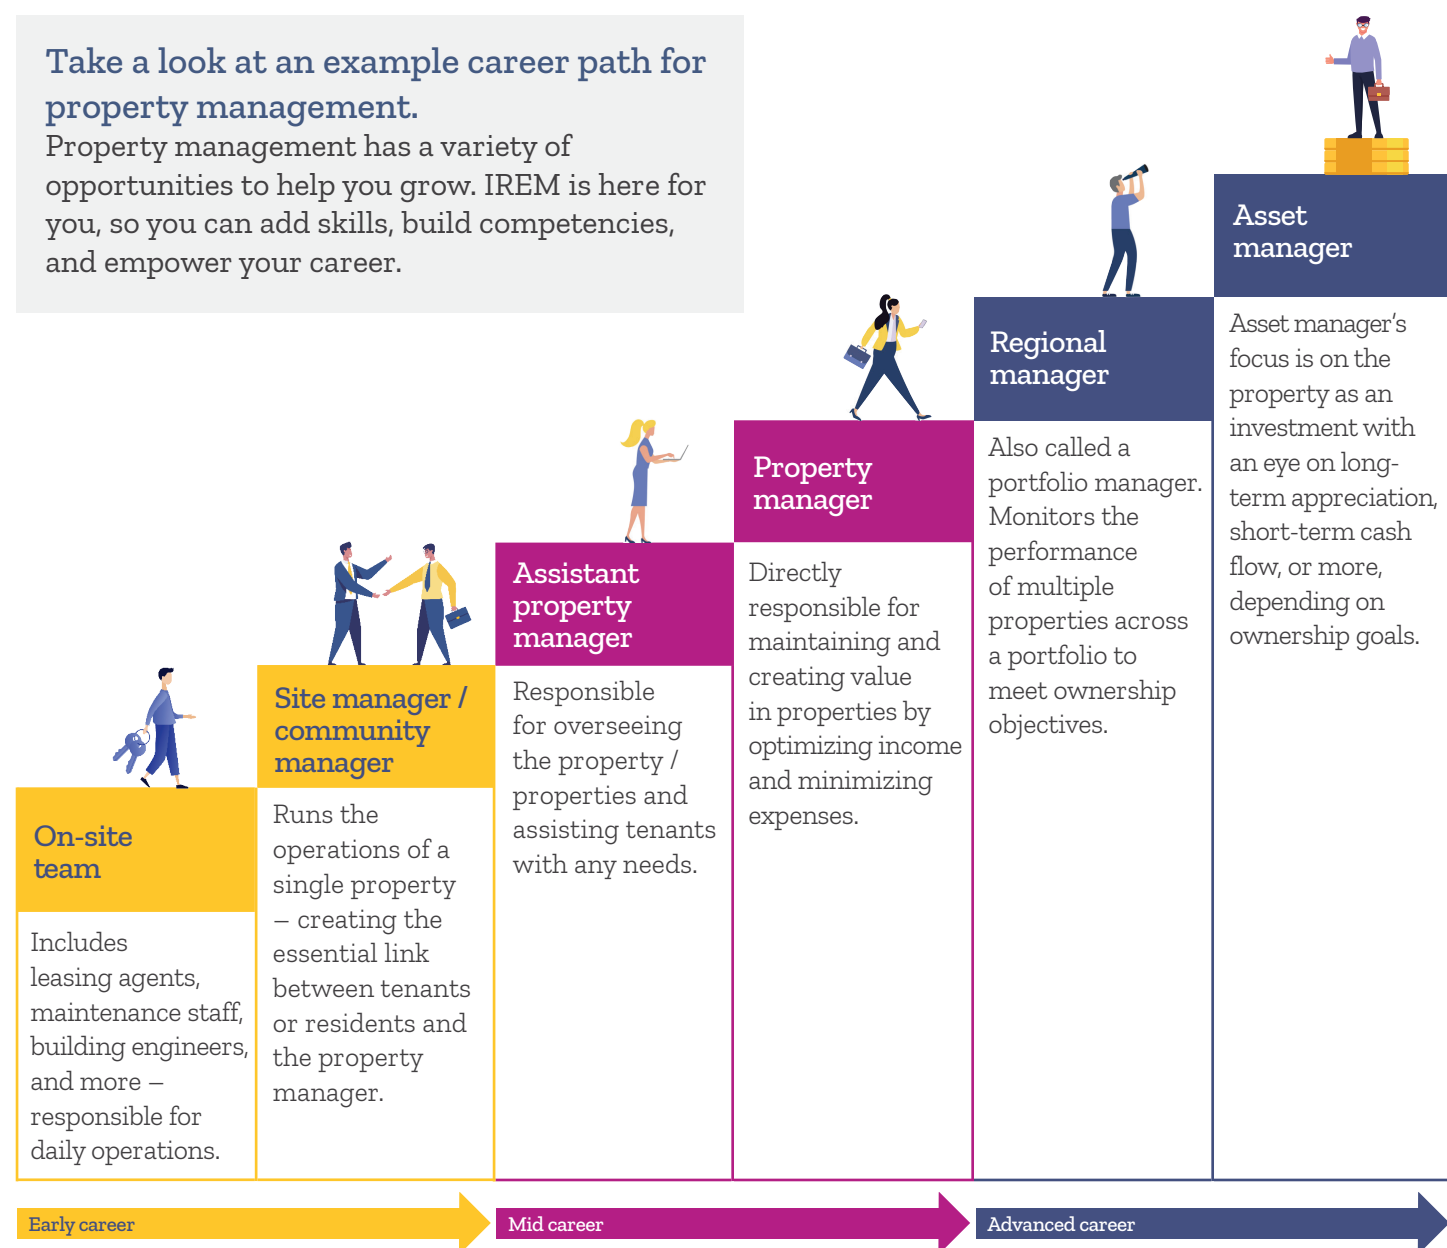 Take a look at an example career path for
property management.
Property management has a variety of
opportunities to help you grow. IREM is here for
you, so you can add skills, build competencies,
and empower your career.
On-site
team
Includes
leasing agents,
maintenance staff,
building engineers,
and more –
responsible for
daily operations.
Site manager /
community
manager
Runs the
operations of a
single property
– creating the
essential link
between tenants
or residents and
the property
manager.
Assistant
property
manager
Responsible
for overseeing
the property /
properties and
assisting tenants
with any needs.
Property
manager
Directly
responsible for
maintaining and
creating value
in properties by
optimizing income
and minimizing
expenses.
Regional
manager
Also called a
portfolio manager.
Monitors the
performance
of multiple
properties across
a portfolio to
meet ownership
objectives.
Asset
manager
Asset manager’s
focus is on the
property as an
investment with
an eye on long-
term appreciation,
short-term cash
flow, or more,
depending on
ownership goals.
Early career
Mid career
Advanced career